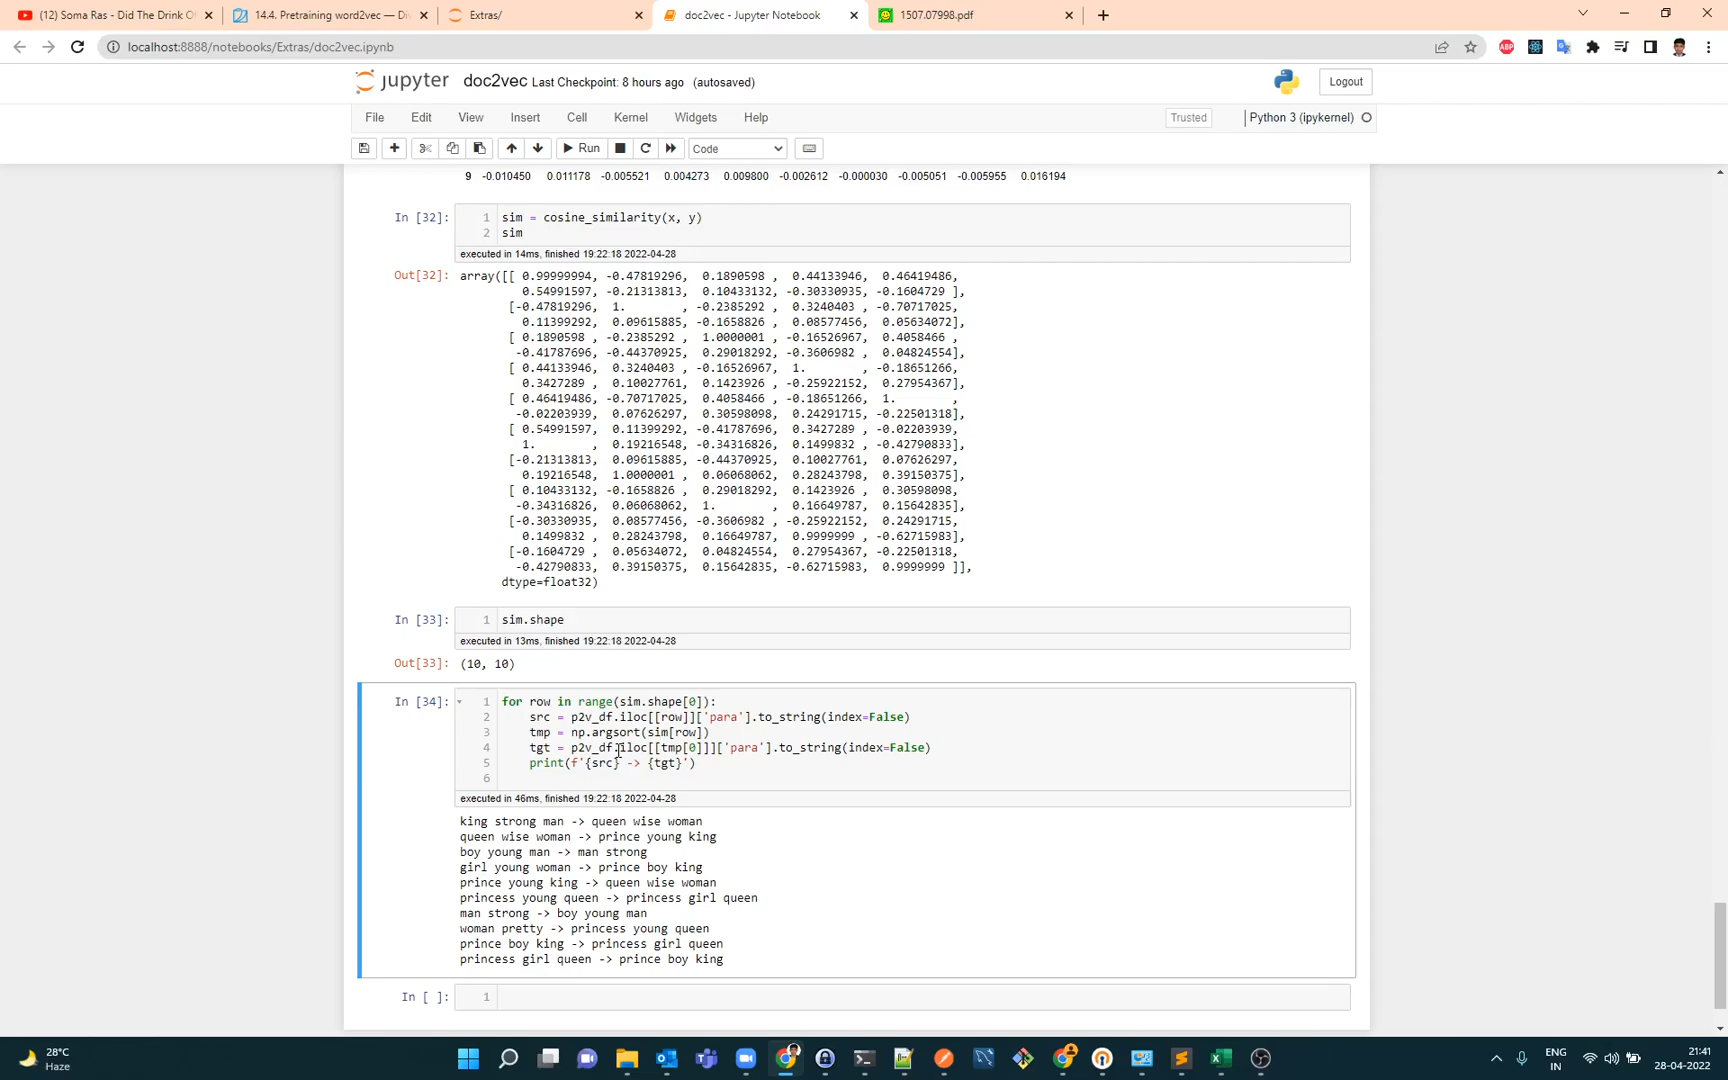 (12) Soma Ras - Did The Drink O
14.4. Pretraining word2vec — Div
Extras/
doc2vec - Jupyter Notebook
1507.07998.pdf
localhost:8888/notebooks/Extras/doc2vec.ipynb
ABP
jupyter doc2vec Last Checkpoint: 8 hours ago (autosaved)
Logout
File Edit View Insert Cell Kernel Widgets Help
Trusted
Python 3 (ipykernel)
Run
Code
9 -0.010450 0.011178 -0.005521 0.004273 0.009800 -0.002612 -0.000030 -0.005051 -0.005955 0.016194
In [32]: 1 sim = cosine_similarity(x, y)
2 sim
executed in 14ms, finished 19:22:18 2022-04-28
Out[32]: array([[ 0.99999994, -0.47819296, 0.1890598 , 0.44133946, 0.46419486,
0.54991597, -0.21313813, 0.10433132, -0.30330935, -0.1604729 ],
[-0.47819296, 1. , -0.2385292 , 0.3240403 , -0.70717025,
0.11399292, 0.09615885, -0.1658826 , 0.08577456, 0.05634072],
[ 0.1890598 , -0.2385292 , 1.0000001 , -0.16526967, 0.4058466 ,
-0.41787696, -0.44370925, 0.29018292, -0.3606982 , 0.04824554],
[ 0.44133946, 0.3240403 , -0.16526967, 1. , -0.18651266,
0.3427289 , 0.10027761, 0.1423926 , -0.25922152, 0.27954367],
[ 0.46419486, -0.70717025, 0.4058466 , -0.18651266, 1. ,
-0.02203939, 0.07626297, 0.30598098, 0.24291715, -0.22501318],
[ 0.54991597, 0.11399292, -0.41787696, 0.3427289 , -0.02203939,
1. , 0.19216548, -0.34316826, 0.1499832 , -0.42790833],
[-0.21313813, 0.09615885, -0.44370925, 0.10027761, 0.07626297,
0.19216548, 1.0000001 , 0.06068062, 0.28243798, 0.39150375],
[ 0.10433132, -0.1658826 , 0.29018292, 0.1423926 , 0.30598098,
-0.34316826, 0.06068062, 1. , 0.16649787, 0.15642835],
[-0.30330935, 0.08577456, -0.3606982 , -0.25922152, 0.24291715,
0.1499832 , 0.28243798, 0.16649787, 0.9999999 , -0.62715983],
[-0.1604729 , 0.05634072, 0.04824554, 0.27954367, -0.22501318,
-0.42790833, 0.39150375, 0.15642835, -0.62715983, 0.9999999 ]],
dtype=float32)
In [33]: 1 sim.shape
executed in 13ms, finished 19:22:18 2022-04-28
Out[33]: (10, 10)
In [34]: 1 for row in range(sim.shape[0]):
2 src = p2v_df.iloc[[row]]['para'].to_string(index=False)
3 tmp = np.argsort(sim[row])
4 tgt = p2v_df.iloc[[tmp[0]]]['para'].to_string(index=False)
5 print(f'{src} -> {tgt}')
6
executed in 46ms, finished 19:22:18 2022-04-28
king strong man -> queen wise woman
queen wise woman -> prince young king
boy young man -> man strong
girl young woman -> prince boy king
prince young king -> queen wise woman
princess young queen -> princess girl queen
man strong -> boy young man
woman pretty -> princess young queen
prince boy king -> princess girl queen
princess girl queen -> prince boy king
In [ ]: 1
28°C
Haze
ENG
IN
21:41
28-04-2022